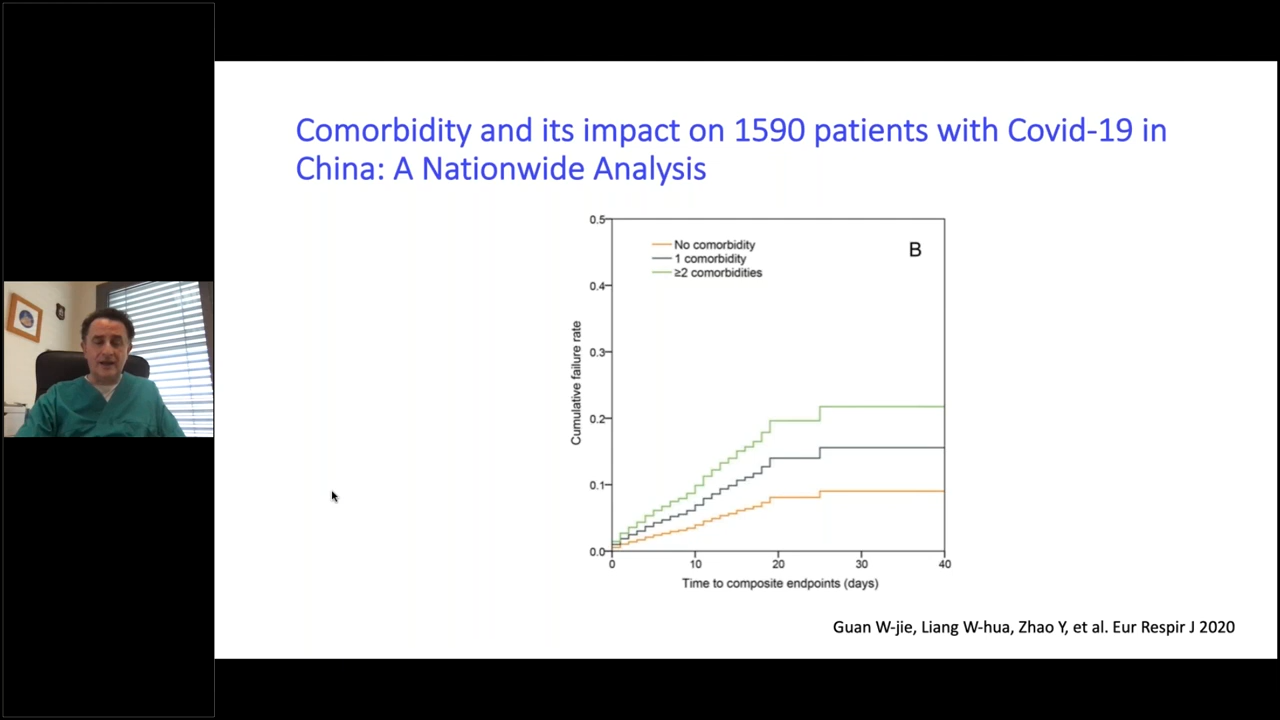 Comorbidity and its impact on 1590 patients with Covid-19 in
China: A Nationwide Analysis
0.5
0.4
0.3
0.2
0.1
0.0
Cumulative failure rate
No comorbidity
1 comorbidity
≥2 comorbidities
B
0
10
20
30
40
Time to composite endpoints (days)
Guan W-jie, Liang W-hua, Zhao Y, et al. Eur Respir J 2020